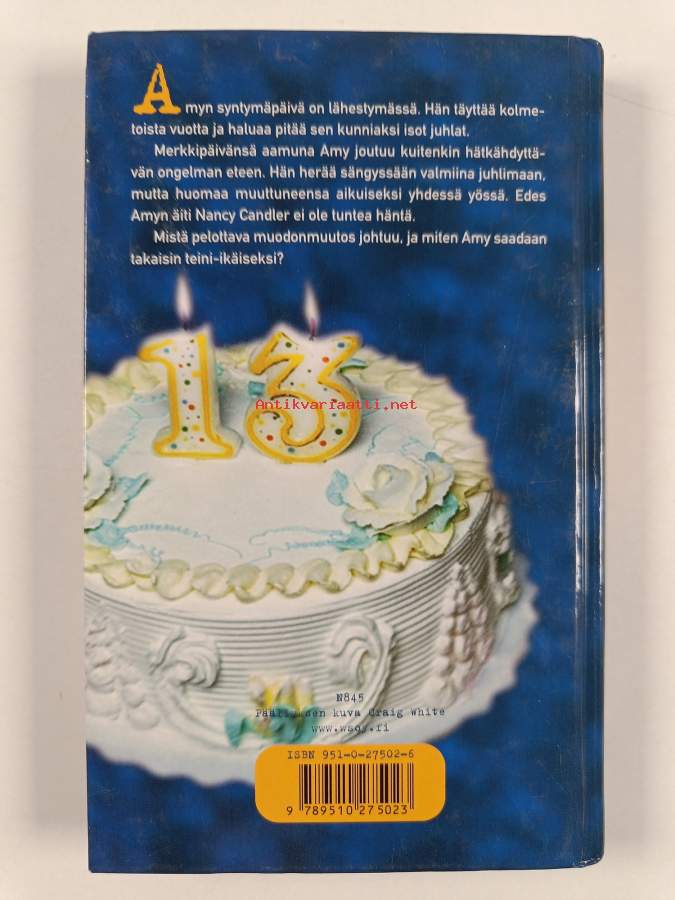 Amyn syntymäpäivä on lähestymässä. Hän täyttää kolme-
toista vuotta ja haluaa pitää sen kunniaksi isot juhlat.
Merkkipäivänsä aamuna Amy joutuu kuitenkin hätkähdyttä-
vän ongelman eteen. Hän herää sängyssään valmiina juhlimaan,
mutta huomaa muuttuneensa aikuiseksi yhdessä yössä. Edes
Amyn äiti Nancy Candler ei ole tuntea häntä.
Mistä pelottava muodonmuutos johtuu, ja miten Amy saadaan
takaisin teini-ikäiseksi?
13
Antikvariaatti.net
N845
Päällyksen kuva Craig White
www.wsoy.fi
ISBN 951-0-27502-6
9 789510 275023